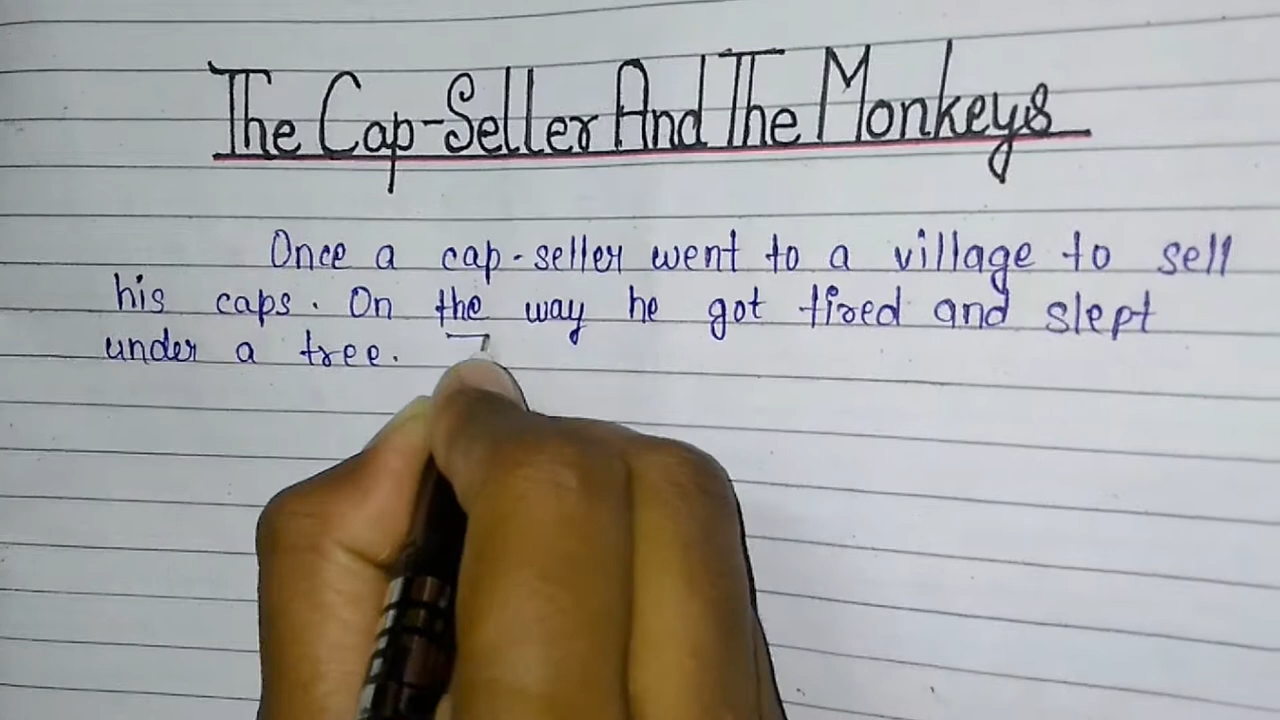 The Cap-Seller And The Monkeys
Once a cap-seller went to a village to sell
his caps. On the way he got tired and slept
under a tree.